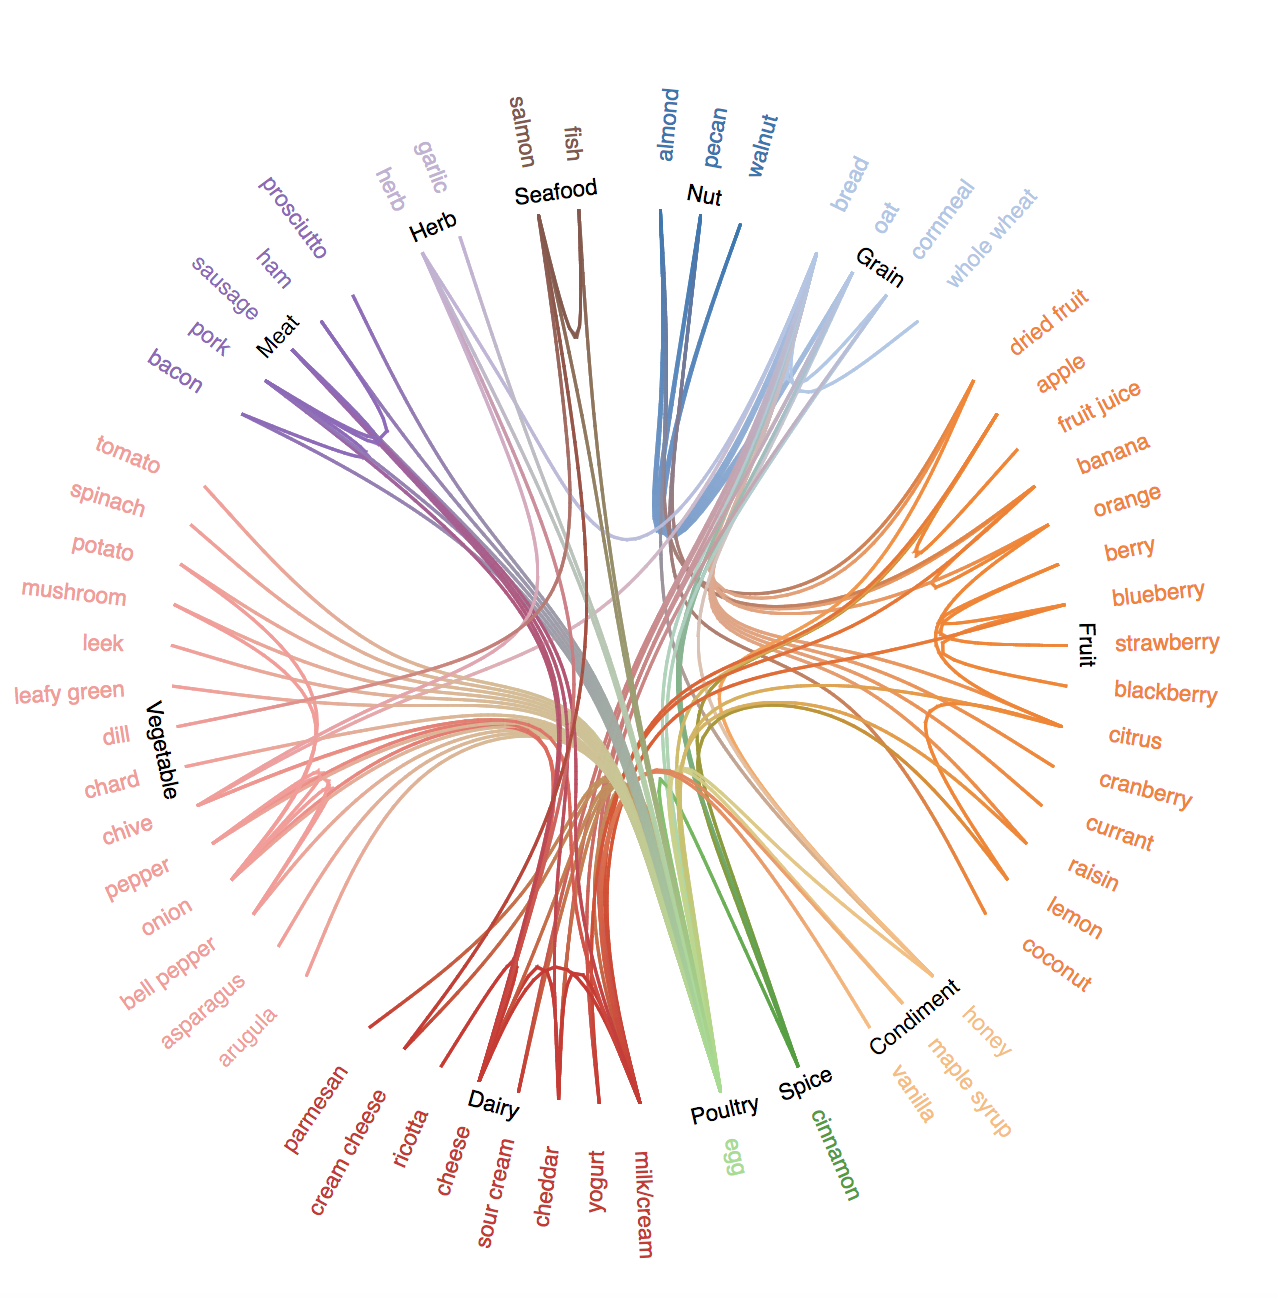 salmon
fish
Seafood
almond
pecan
walnut
Nut
bread
oat
cornmeal
whole wheat
Grain
dried fruit
apple
fruit juice
banana
orange
berry
blueberry
strawberry
blackberry
citrus
cranberry
currant
raisin
lemon
coconut
Fruit
honey
maple syrup
vanilla
Condiment
cinnamon
Spice
egg
Poultry
milk/cream
yogurt
cheddar
sour cream
cheese
ricotta
cream cheese
parmesan
Dairy
arugula
asparagus
bell pepper
onion
pepper
chive
chard
dill
leafy green
leek
mushroom
potato
spinach
tomato
Vegetable
bacon
pork
sausage
ham
prosciutto
Meat
herb
garlic
Herb